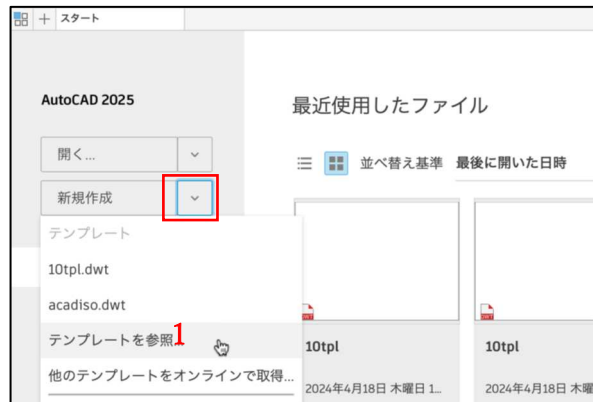 スタート
AutoCAD 2025
開く...
新規作成
テンプレート
10tpl.dwt
acadiso.dwt
テンプレートを参照...
1
他のテンプレートをオンラインで取得...
最近使用したファイル
並べ替え基準 最後に開いた日時
10tpl
2024年4月18日 木曜日 1...
10tpl
2024年4月18日 木曜